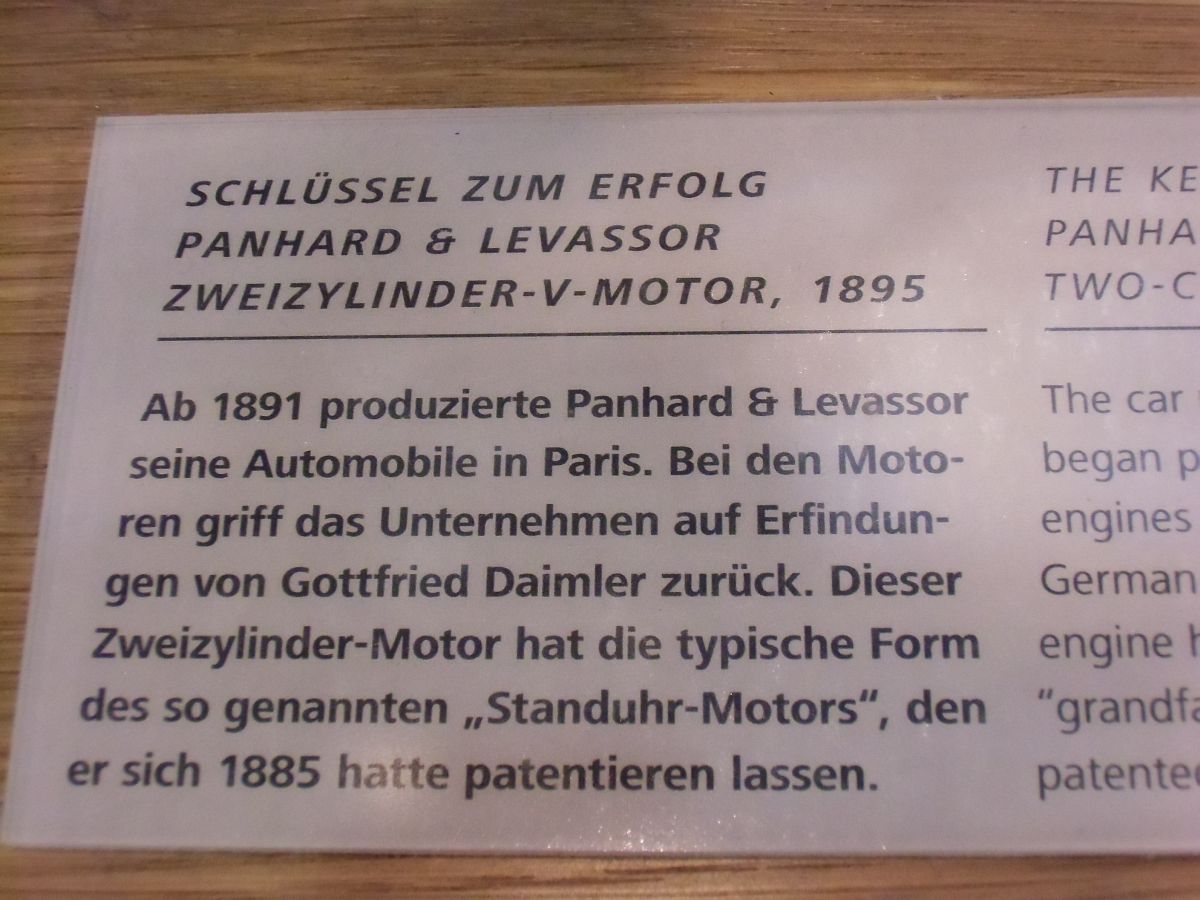 SCHLÜSSEL ZUM ERFOLG
PANHARD & LEVASSOR
ZWEIZYLINDER-V-MOTOR, 1895
Ab 1891 produzierte Panhard & Levassor
seine Automobile in Paris. Bei den Moto-
ren griff das Unternehmen auf Erfindun-
gen von Gottfried Daimler zurück. Dieser
Zweizylinder-Motor hat die typische Form
des so genannten „Standuhr-Motors“, den
er sich 1885 hatte patentieren lassen.
THE KE
PANHA
TWO-C
The car
began p
engines
German
engine h
“grandfa
patented